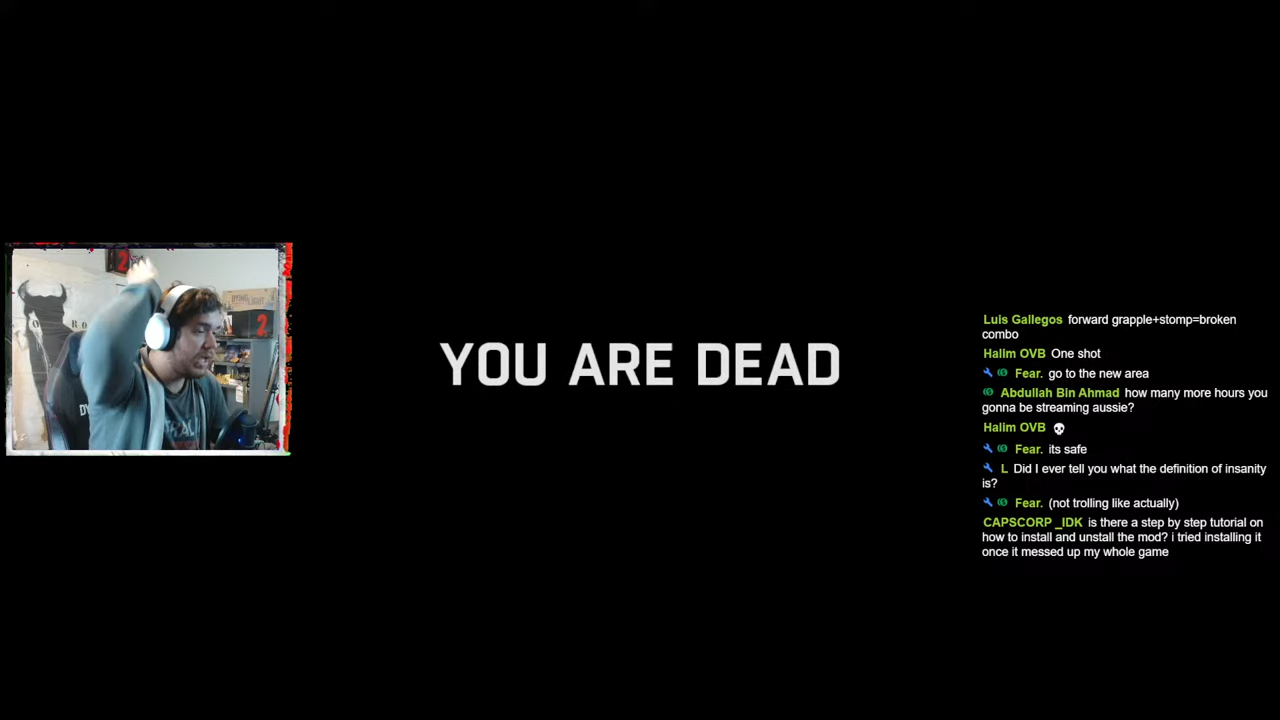 2
DYING LIGHT
2
YOU ARE DEAD
Luis Gallegos forward grapple+stomp=broken
combo
Halim OVB One shot
Fear. go to the new area
Abdullah Bin Ahmad how many more hours you
gonna be streaming aussie?
Halim OVB 💀
Fear. its safe
L Did I ever tell you what the definition of insanity
is?
Fear. (not trolling like actually)
CAPSCORP _IDK is there a step by step tutorial on
how to install and unstall the mod? i tried installing it
once it messed up my whole game